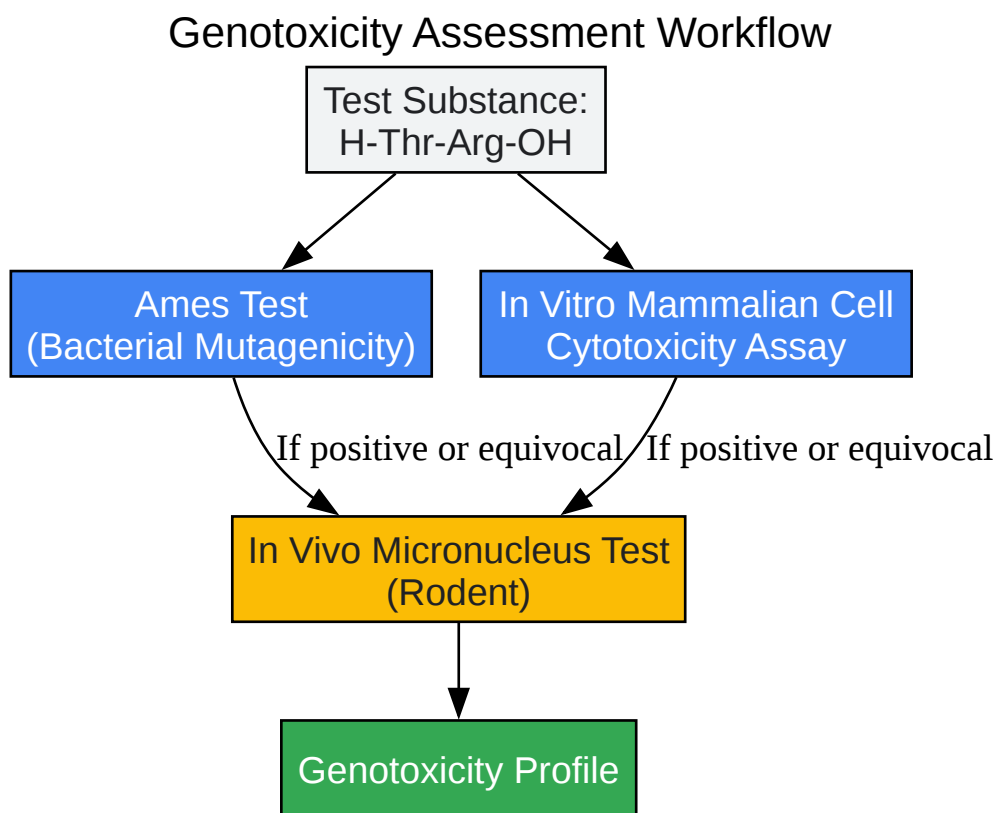 Genotoxicity Assessment Workflow
Test Substance:
H-Thr-Arg-OH
Ames Test
(Bacterial Mutagenicity)
In Vitro Mammalian Cell
Cytotoxicity Assay
If positive or equivocal
If positive or equivocal
In Vivo Micronucleus Test
(Rodent)
Genotoxicity Profile